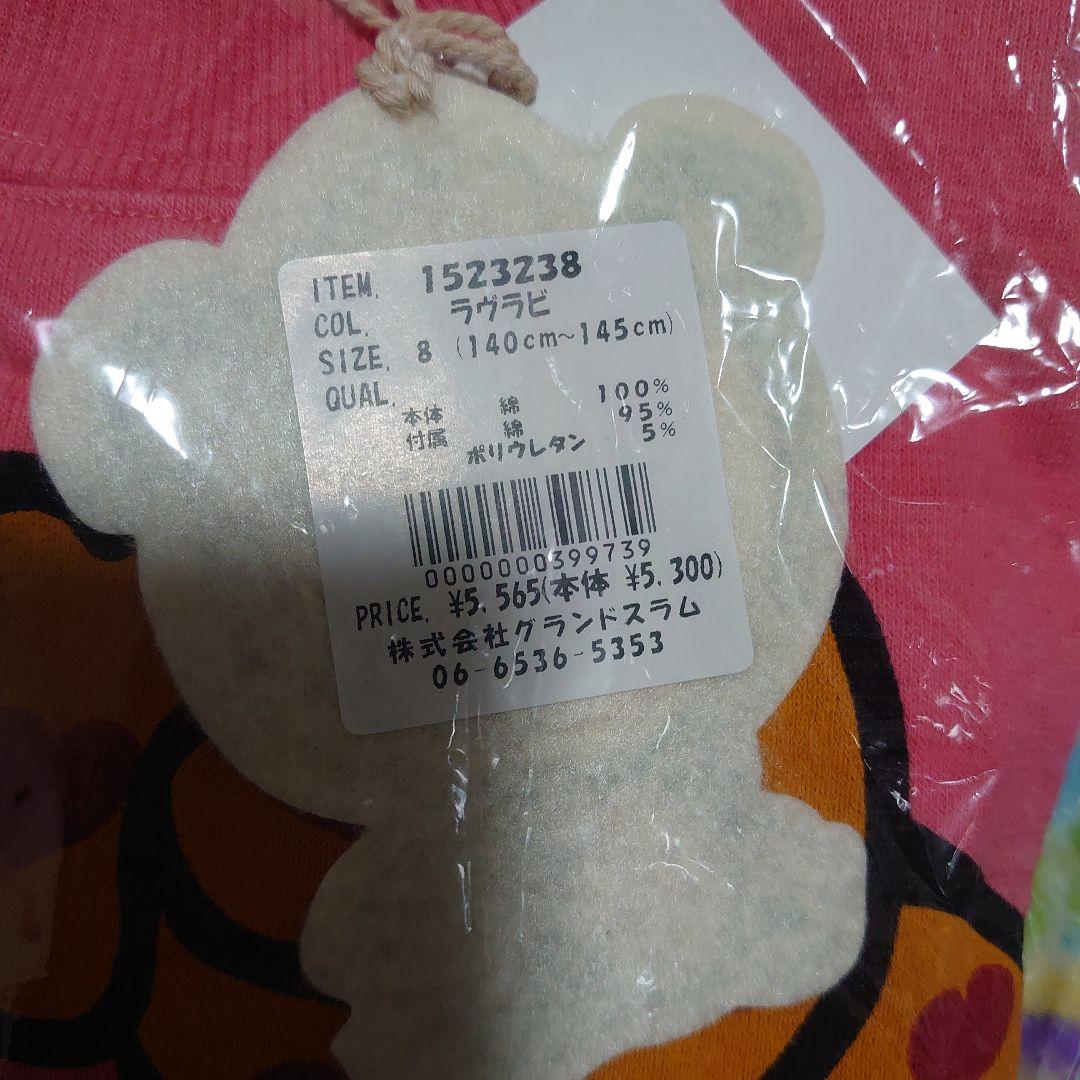 ITEM. 1523238
COL. ラヴラビ
SIZE. 8 (140cm~145cm)
QUAL.
本体 綿 100%
付属 綿 95%
ポリウレタン 5%
0000000399739
PRICE. ¥5.565(本体 ¥5.300)
株式会社グランドスラム
06-6536-5353